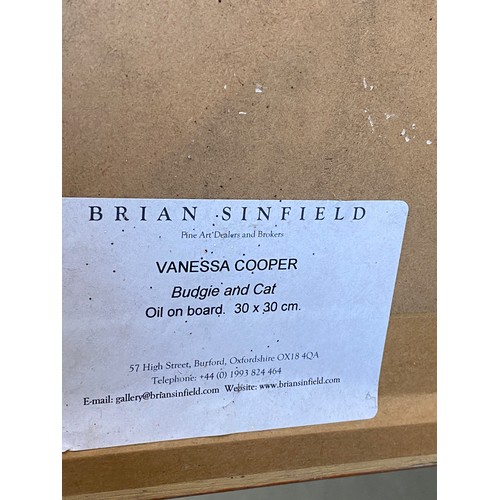 BRIAN SINFIELD
Fine Art Dealers and Brokers
VANESSA COOPER
Budgie and Cat
Oil on board. 30 x 30 cm.
57 High Street, Burford, Oxfordshire OX18 4QA
Telephone: +44 (0) 1993 824 464
E-mail: gallery@briansinfield.com Website: www.briansinfield.com